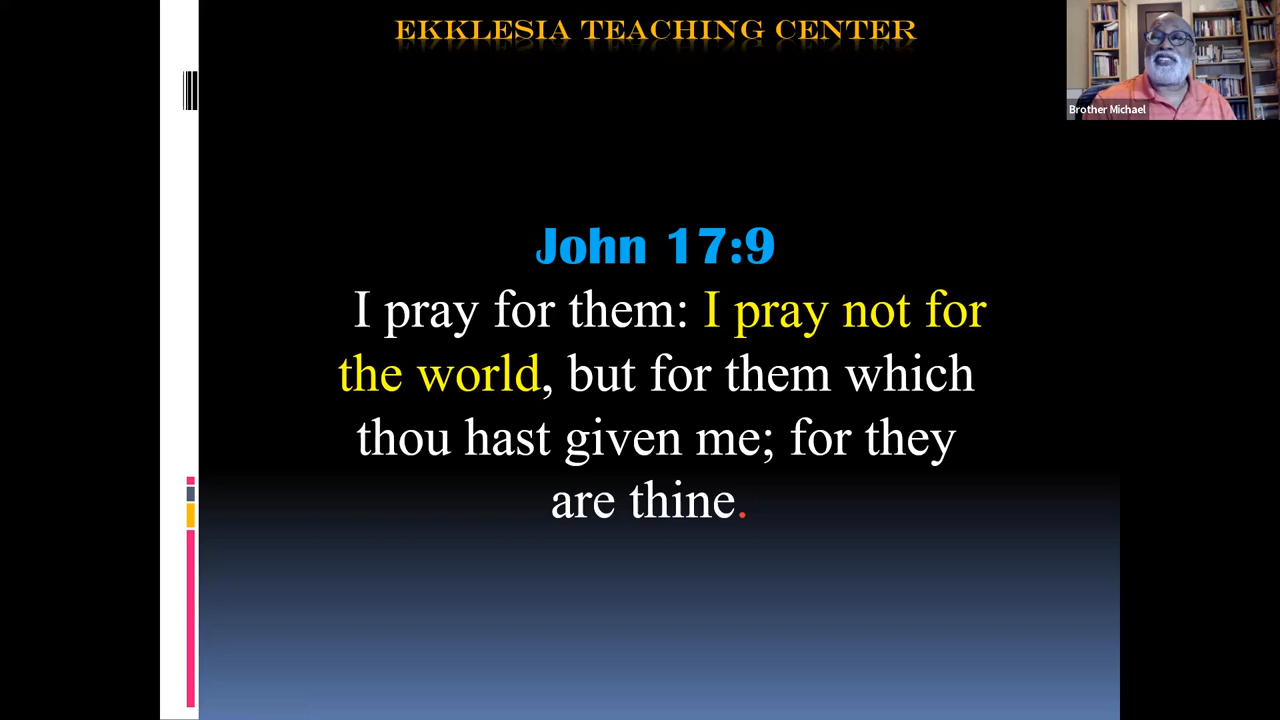 EKKLESIA TEACHING CENTER
Brother Michael
John 17:9
I pray for them: I pray not for
the world, but for them which
thou hast given me; for they
are thine.